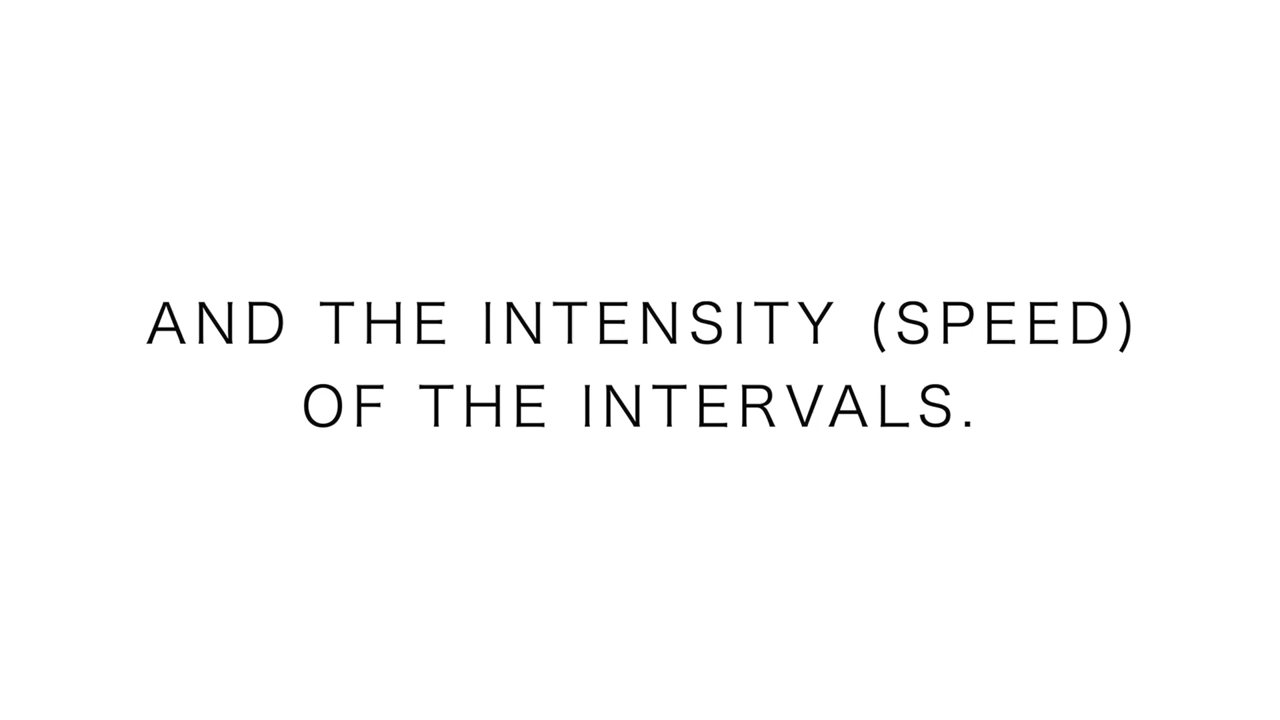 AND THE INTENSITY (SPEED)
OF THE INTERVALS.